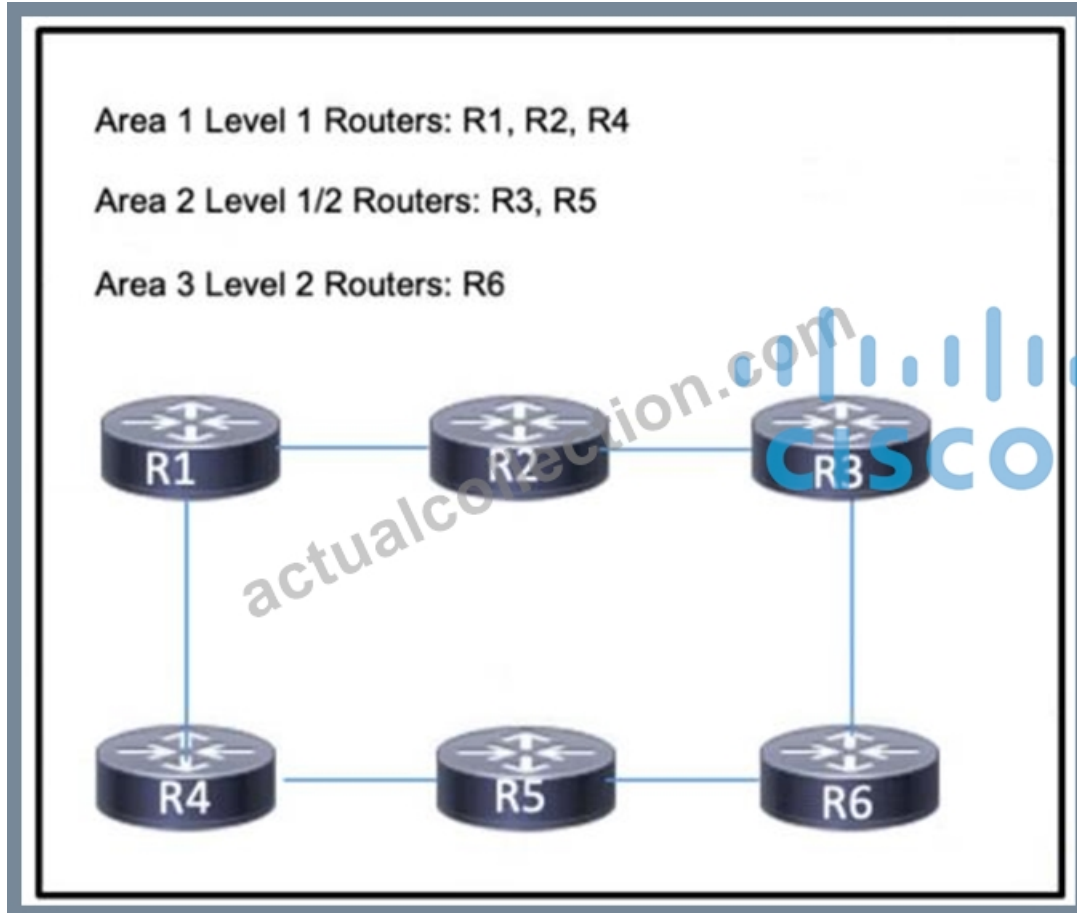 Area 1 Level 1 Routers: R1, R2, R4
Area 2 Level 1/2 Routers: R3, R5
Area 3 Level 2 Routers: R6
actualcollection.com
CISCO
R1
R2
R3
R4
R5
R6